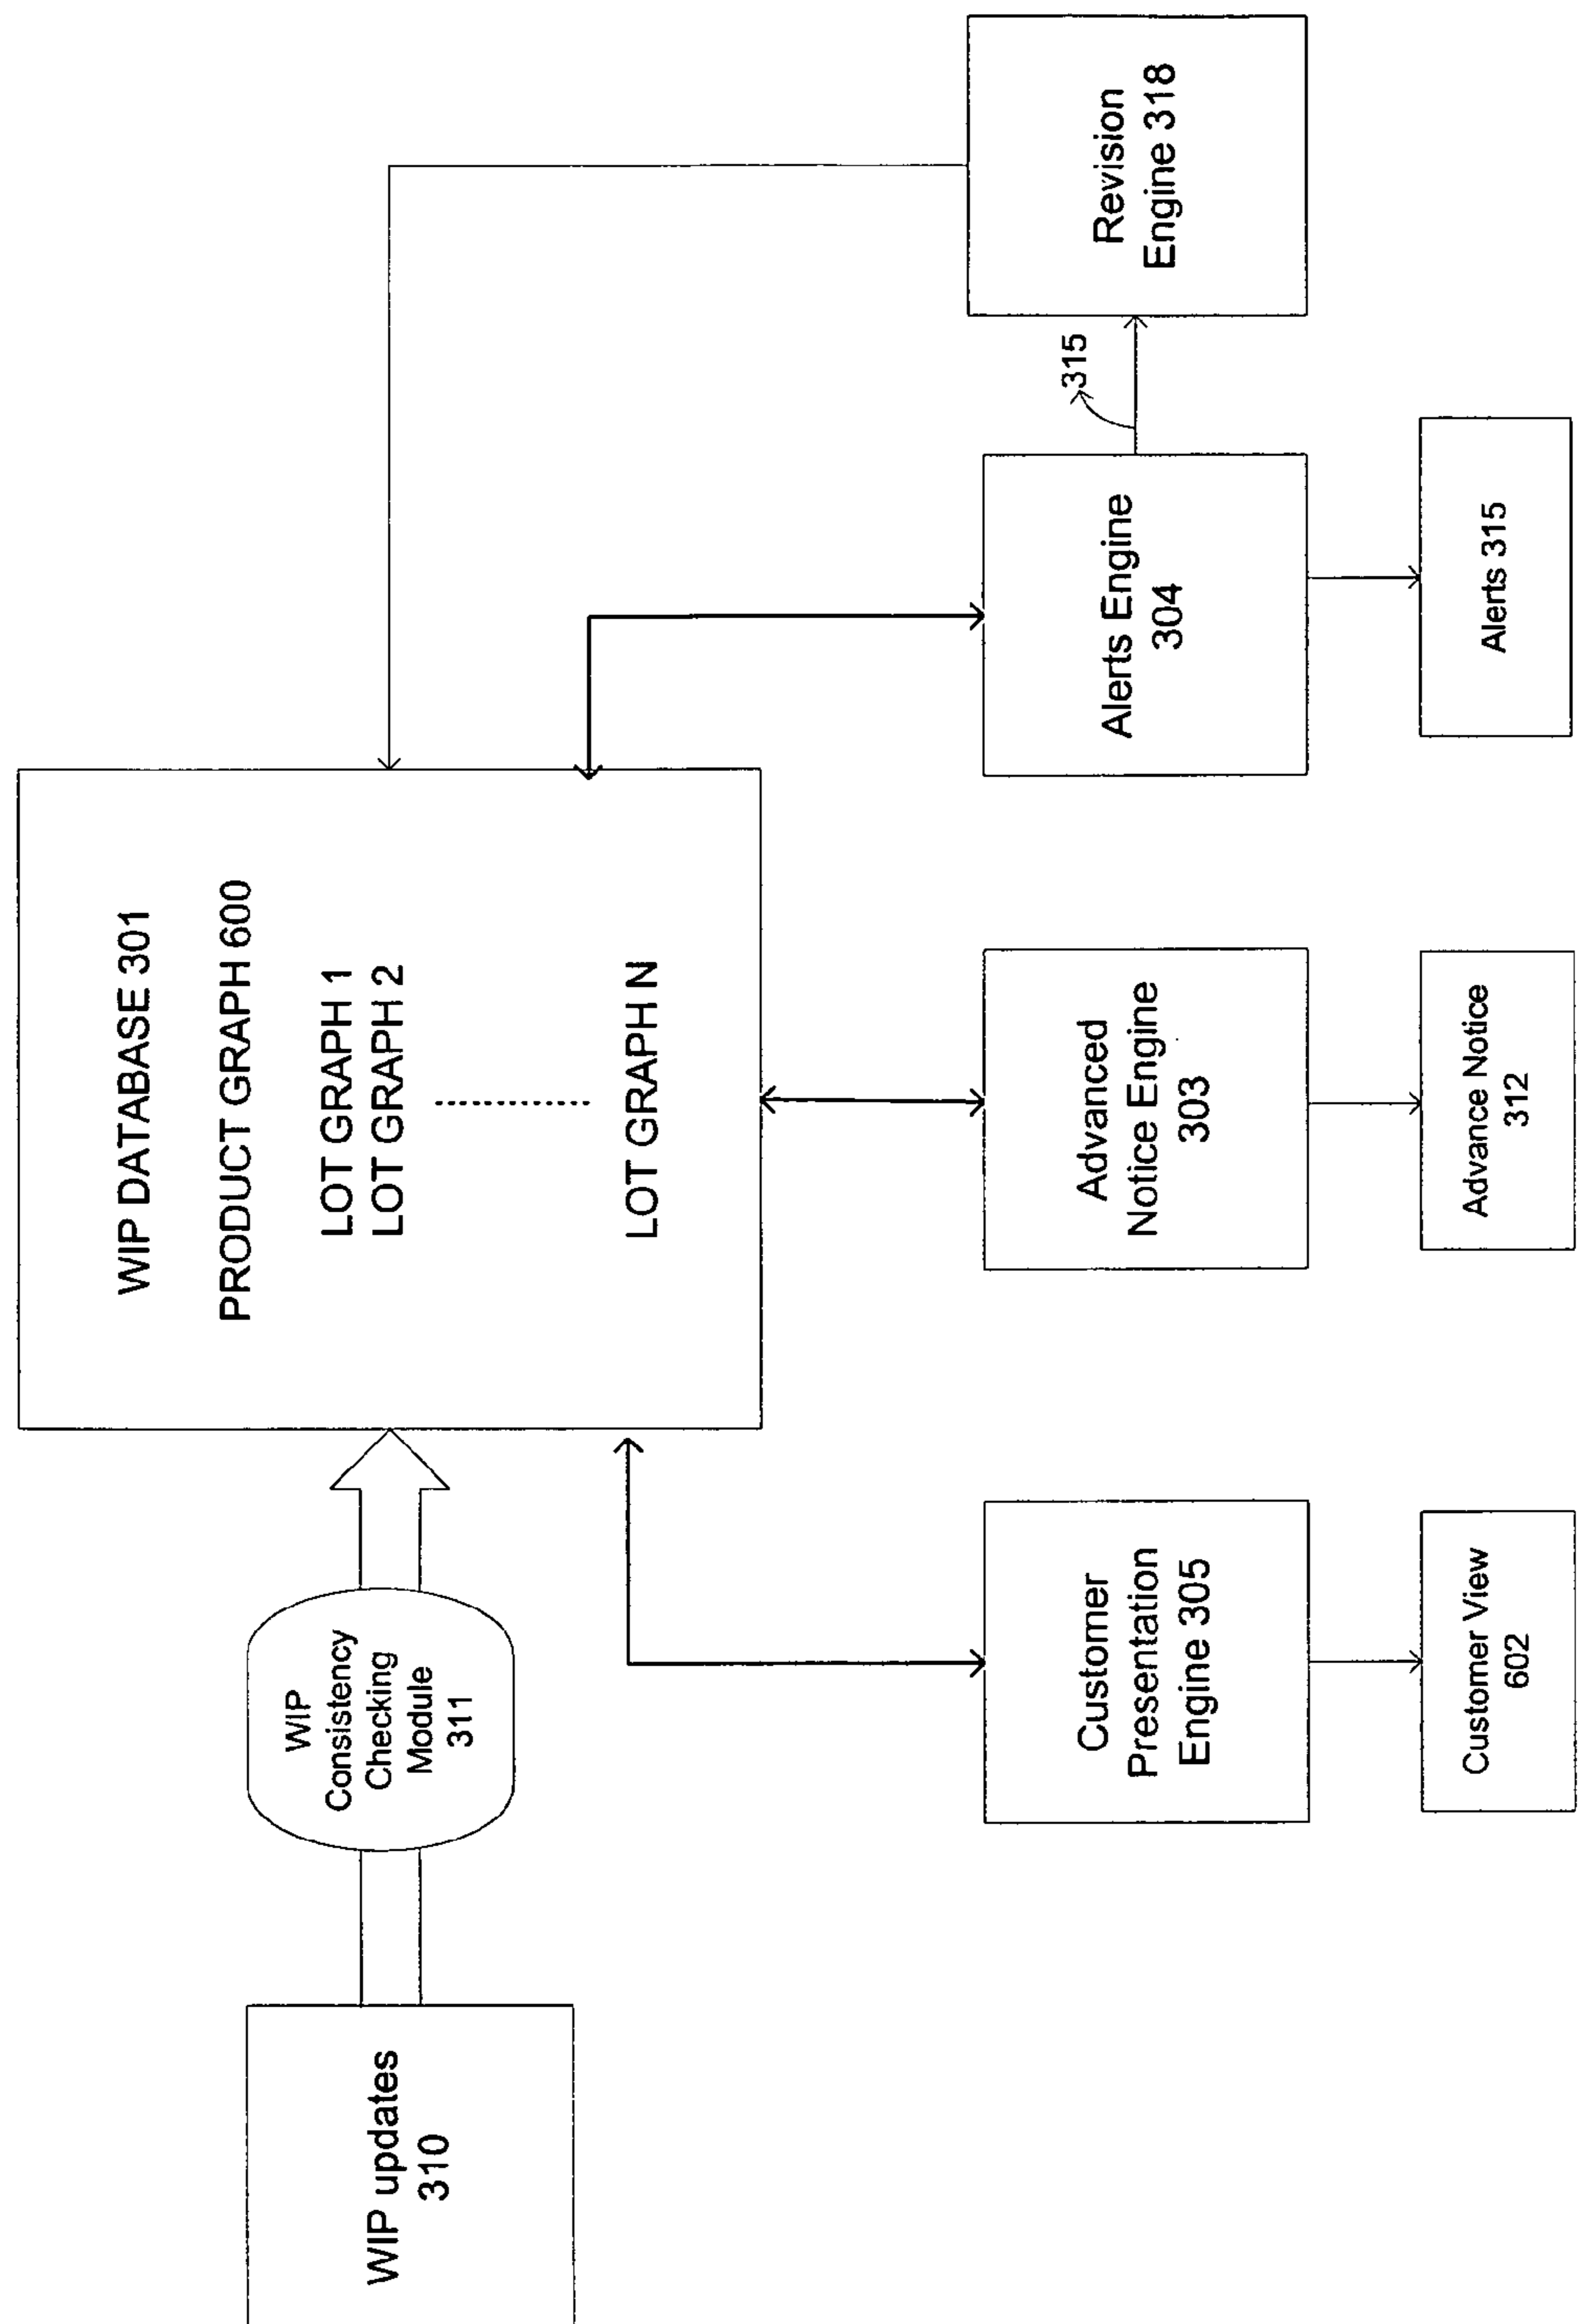 WIP updates
310
WIP
Consistency
Checking
Module
311
WIP DATABASE 301
PRODUCT GRAPH 600
LOT GRAPH 1
LOT GRAPH 2
LOT GRAPH N
Customer
Presentation
Engine 305
Advanced
Notice Engine
303
Alerts Engine
304
315
Revision
Engine 318
Customer View
602
Advance Notice
312
Alerts 315